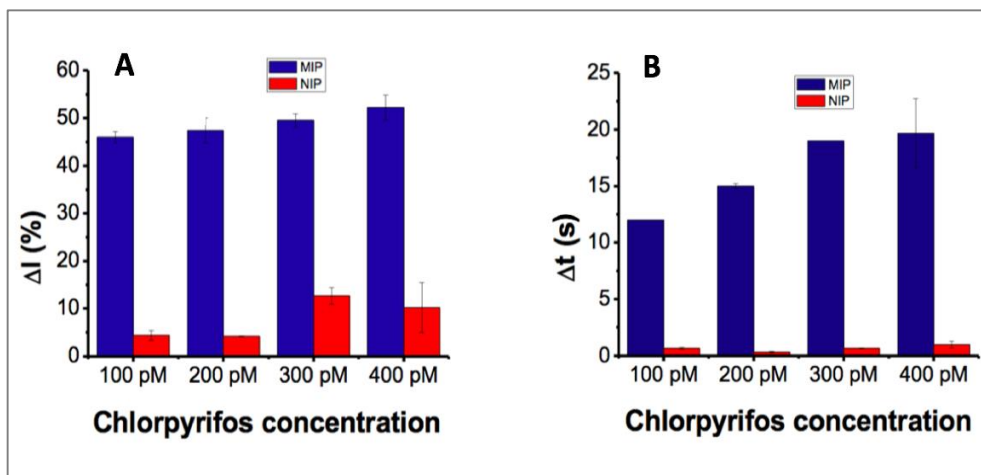 A
MIP
NIP
60
50
40
30
20
10
0
ΔI (%)
100 pM 200 pM 300 pM 400 pM
Chlorpyrifos concentration
B
MIP
NIP
25
20
15
10
5
0
Δt (s)
100 pM 200 pM 300 pM 400 pM
Chlorpyrifos concentration